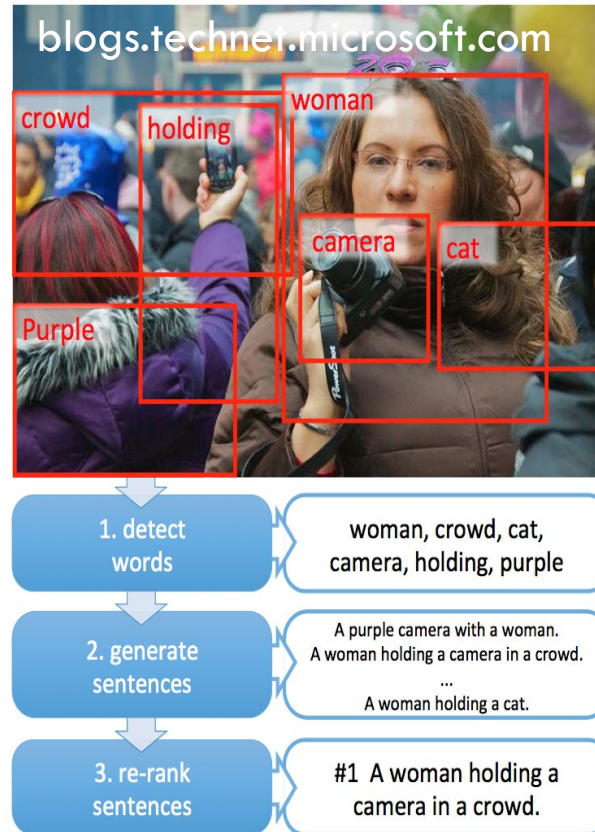 blogs.technet.microsoft.com
woman
crowd
holding
camera
cat
Purple
PowerShot
1. detect
words
woman, crowd, cat,
camera, holding, purple
2. generate
sentences
A purple camera with a woman.
A woman holding a camera in a crowd.
...
A woman holding a cat.
3. re-rank
sentences
#1 A woman holding a
camera in a crowd.